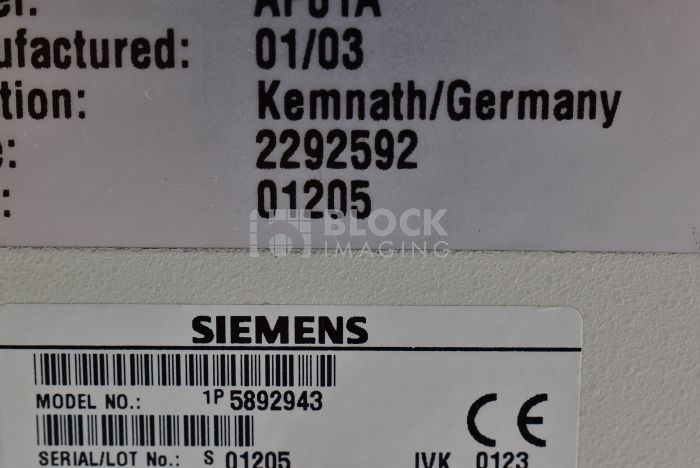 AP01A
ufactured: 01/03
tion: Kemnath/Germany
2292592
: 01205
BLOCK
IMAGING
SIEMENS
MODEL NO.: 1P 5892943
SERIAL/LOT No.: S 01205 IVK 0123